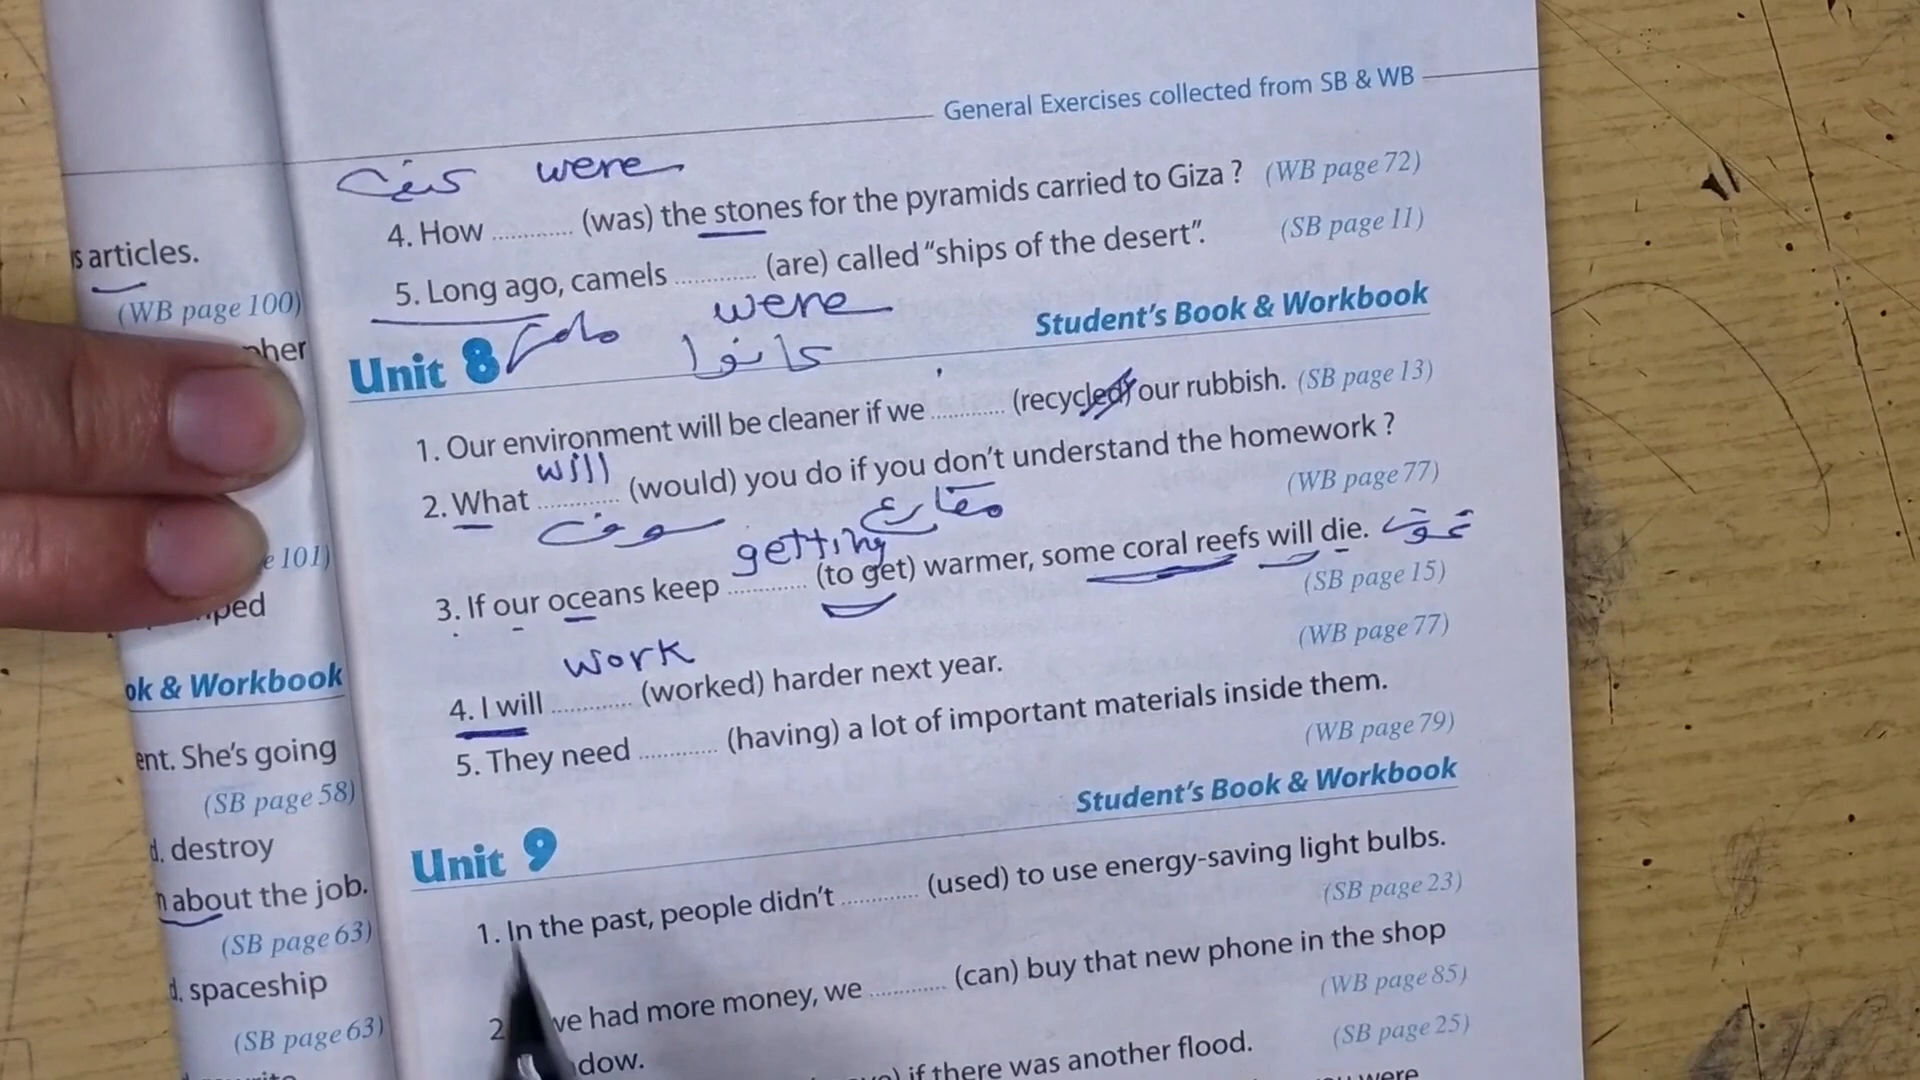 General Exercises collected from SB & WB
were
4. How ............ (was) the stones for the pyramids carried to Giza ? (WB page 72)
5. Long ago, camels ............ (are) called “ships of the desert”. (SB page 11)
were
كانوا
ماضي
Unit 8
Student's Book & Workbook
1. Our environment will be cleaner if we ............ (recycled) our rubbish. (SB page 13)
will
2. What ............ (would) you do if you don't understand the homework ?
(WB page 77)
سوف
مضارع
getting
3. If our oceans keep ............ (to get) warmer, some coral reefs will die.
(SB page 15)
work
(WB page 77)
4. I will ............ (worked) harder next year.
5. They need ............ (having) a lot of important materials inside them.
(WB page 79)
Student's Book & Workbook
Unit 9
1. In the past, people didn't ............ (used) to use energy-saving light bulbs.
(SB page 23)
2 we had more money, we ............ (can) buy that new phone in the shop
(WB page 85)
dow.
(SB page 25)
) if there was another flood.
were
articles.
(WB page 100)
pher
e 101)
ped
ok & Workbook
ent. She's going
(SB page 58)
d. destroy
about the job.
(SB page 63)
d. spaceship
(SB page 63)